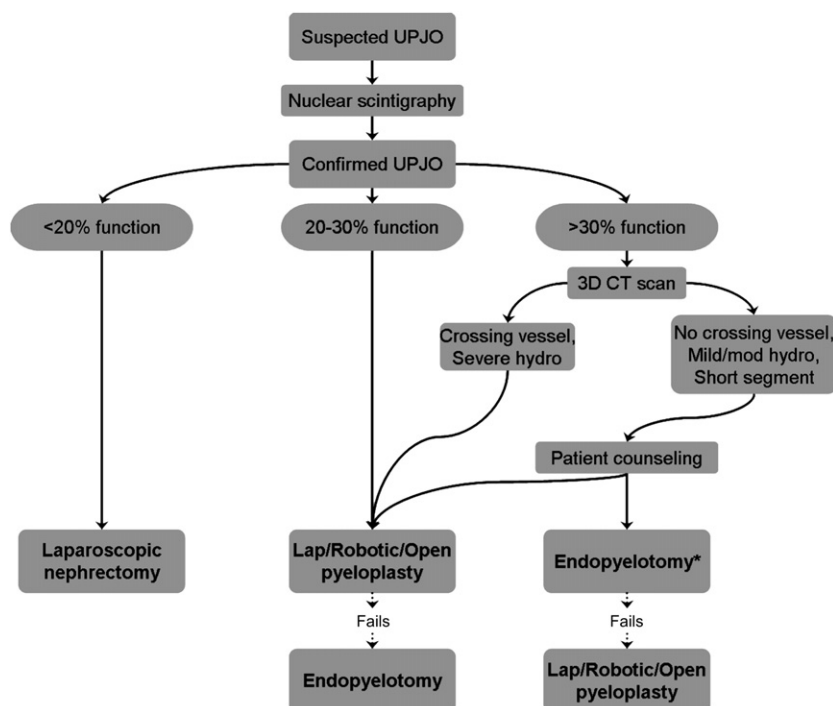 Suspected UPJO
Nuclear scintigraphy
Confirmed UPJO
<20% function
20-30% function
>30% function
3D CT scan
Crossing vessel,
Severe hydro
No crossing vessel,
Mild/mod hydro,
Short segment
Patient counseling
Laparoscopic
nephrectomy
Lap/Robotic/Open
pyeloplasty
Endopyelotomy*
Fails
Fails
Endopyelotomy
Lap/Robotic/Open
pyeloplasty